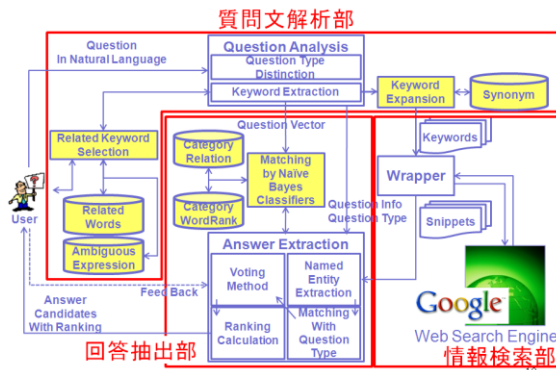 質問文解析部
Question
In Natural Language
Question Analysis
Question Type
Distinction
Keyword Extraction
Keyword
Expansion
Synonym
Related Keyword
Selection
Question Vector
Category
Relation
Matching
by Naïve
Bayes
Classifiers
Keywords
Wrapper
User
Related
Words
Category
WordRank
Question Info
Question Type
Snippets
Ambiguous
Expression
Answer Extraction
Voting
Method
Named
Entity
Extraction
Feed Back
Answer
Candidates
With Ranking
Ranking
Calculation
Matching
With
Question
Type
Google
Web Search Engine
回答抽出部
情報検索部